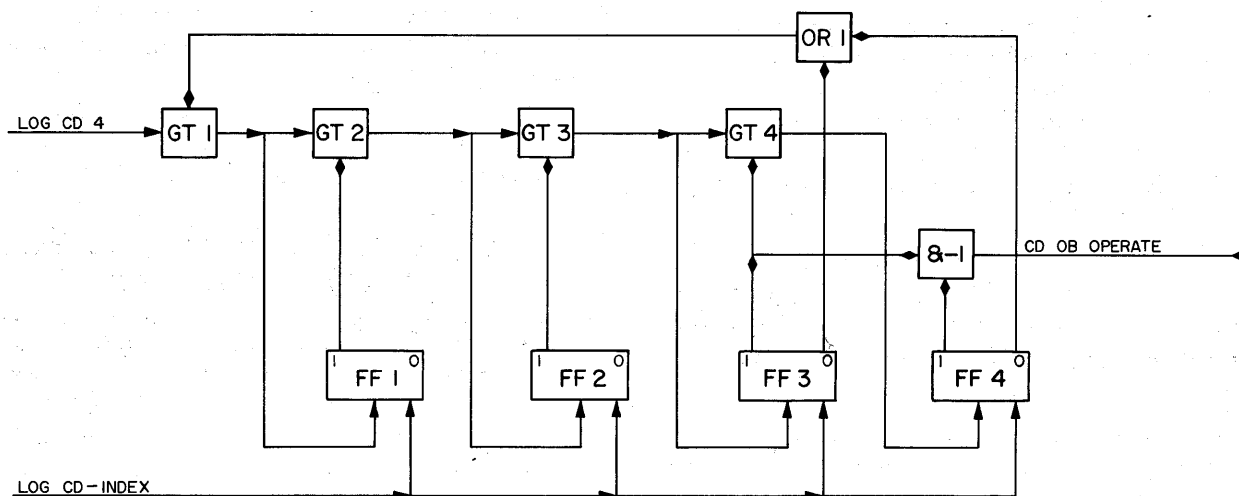 OR 1
LOG CD 4
GT 1
GT 2
GT 3
GT 4
&-1
CD OB OPERATE
1 0
FF 1
1 0
FF 2
1 0
FF 3
1 0
FF 4
LOG CD-INDEX